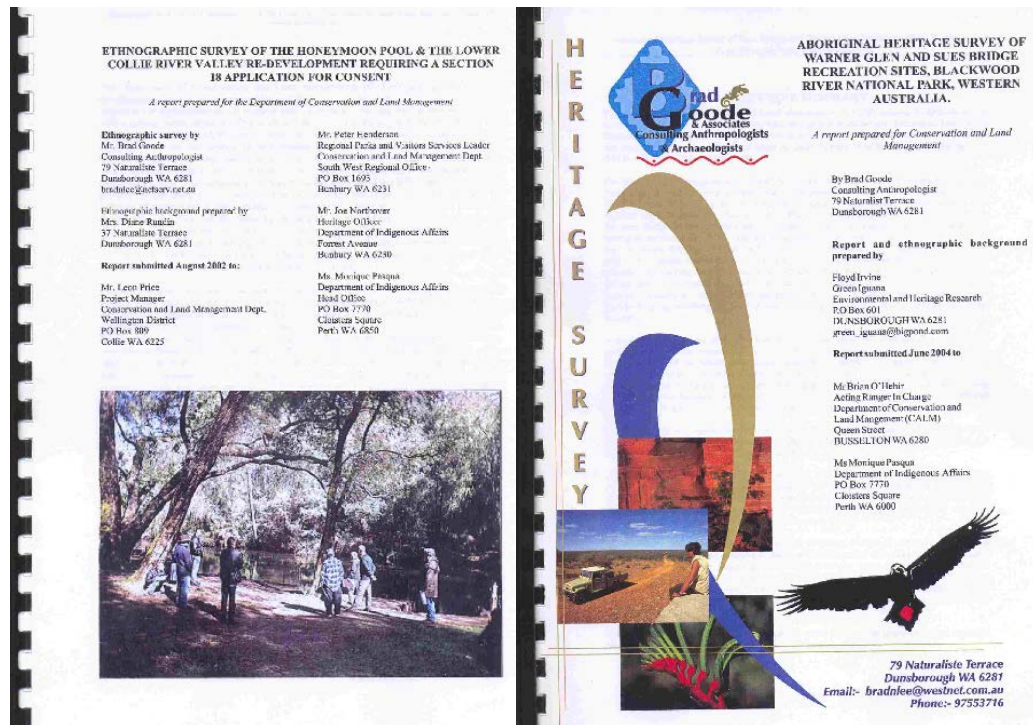 ETHNOGRAPHIC SURVEY OF THE HONEYMOON POOL & THE LOWER
COLLIE RIVER VALLEY RE-DEVELOPMENT REQUIRING A SECTION
18 APPLICATION FOR CONSENT
A report prepared for the Department of Conservation and Land Management
Ethnographic survey by
Mr. Brad Goode
Consulting Anthropologist
79 Naturaliste Terrace
Dunsborough WA 6281
bradnlee@netserv.net.au
Ethnographic background prepared by
Mrs. Diane Rundin
37 Naturaliste Terrace
Dunsborough WA 6281
Report submitted August 2002 to:
Mr. Leon Price
Project Manager
Conservation and Land Management Dept,
Wellington District
PO Box 809
Collie WA 6225
Mr. Peter Henderson
Regional Parks and Visitors Services Leader
Conservation and Land Management Dept.
South West Regional Office -
PO Box 1693
Bunbury WA 6231
Mr. Joe Northover
Heritage Officer
Department of Indigenous Affairs
Forrest Avenue
Bunbury WA 6230
Ms. Monique Pasqua
Department of Indigenous Affairs
Head Office
PO Box 7770
Cloisters Square
Perth WA 6850
HERITAGE SURVEY
Brad
Goode
& Associates
Consulting Anthropologists
& Archaeologists
ABORIGINAL HERITAGE SURVEY OF
WARNER GLEN AND SUES BRIDGE
RECREATION SITES, BLACKWOOD
RIVER NATIONAL PARK, WESTERN
AUSTRALIA.
A report prepared for Conservation and Land
Management
By Brad Goode
Consulting Anthropologist
79 Naturalist Terrace
Dunsborough WA 6281
Report and ethnographic background
prepared by
Floyd Irvine
Green Iguana
Environmental and Heritage Research
P.O Box 601
DUNSBOROUGH WA 6281
green_iguana@bigpond.com
Report submitted June 2004 to
Mr Brian O'Hehir
Acting Ranger In Charge
Department of Conservation and
Land Mangement (CALM)
Queen Street
BUSSELTON WA 6280
Ms Monique Pasqua
Department of Indigenous Affairs
PO Box 7770
Cloisters Square
Perth WA 6000
79 Naturaliste Terrace
Dunsborough WA 6281
Email:- bradnlee@westnet.com.au
Phone:- 97553716